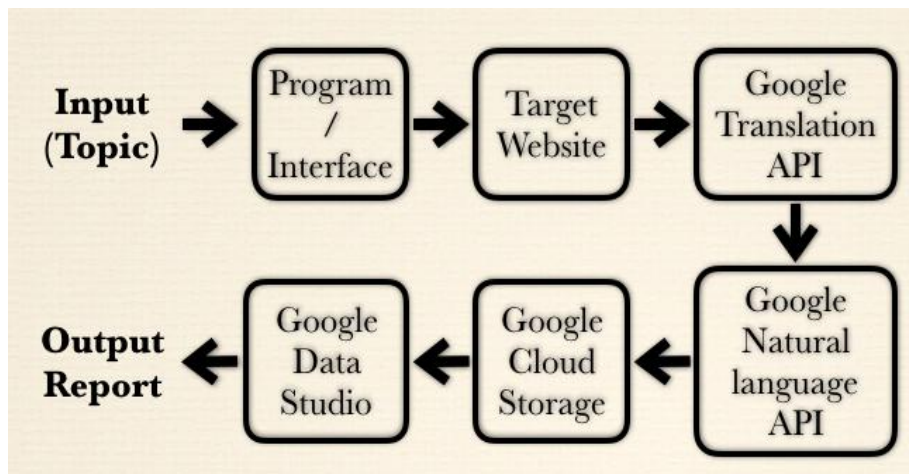 Input
(Topic)
Program
/
Interface
Target
Website
Google
Translation
API
Google
Natural
language
API
Google
Cloud
Storage
Google
Data
Studio
Output
Report